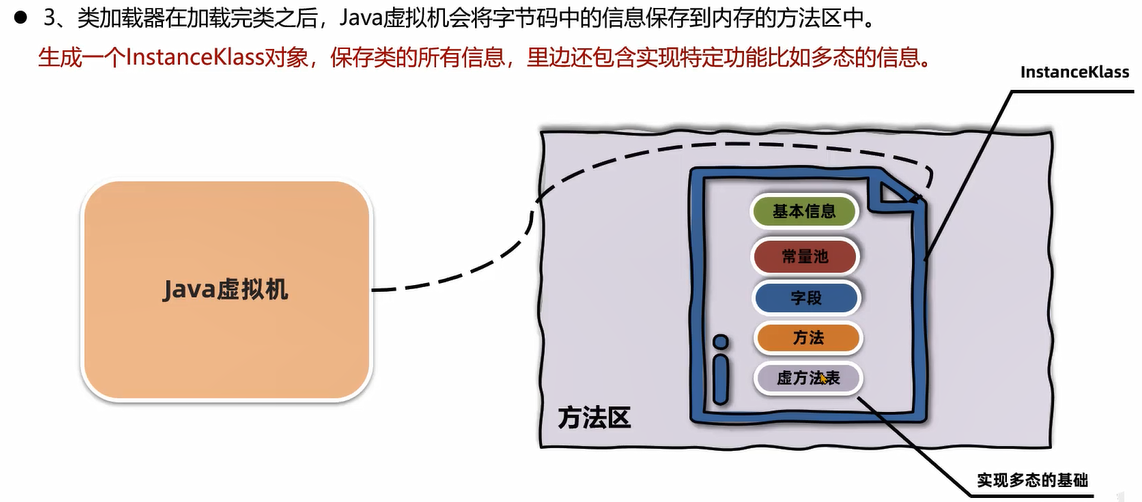 ● 3、类加载器在加载完类之后，Java虚拟机会将字节码中的信息保存到内存的方法区中。
生成一个InstanceKlass对象，保存类的所有信息，里边还包含实现特定功能比如多态的信息。
InstanceKlass
基本信息
常量池
Java虚拟机
字段
方法
虚方法表
方法区
实现多态的基础